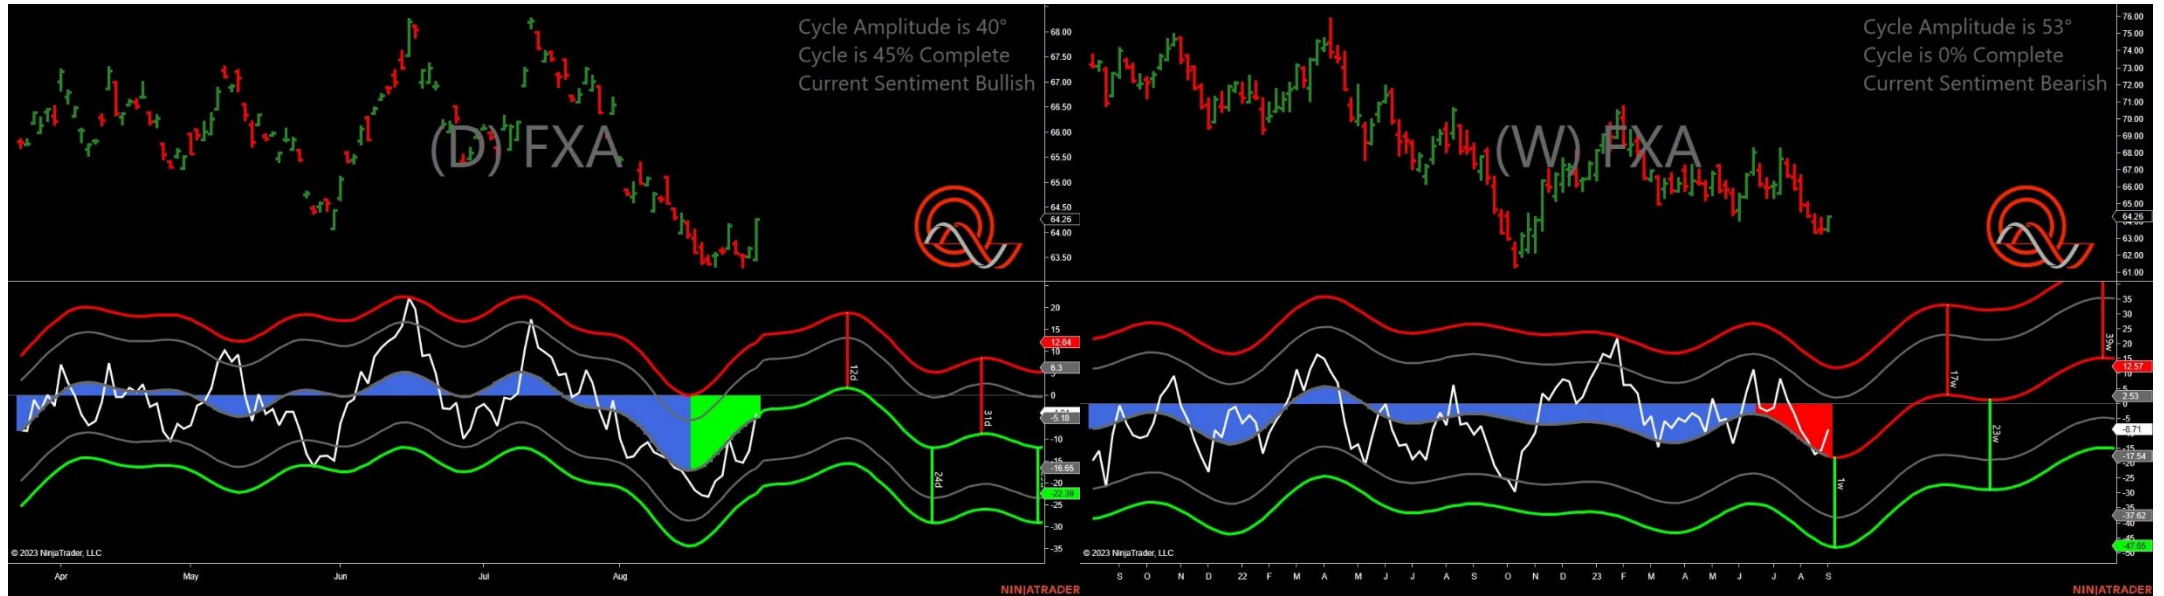 Cycle Amplitude is 40°
Cycle is 45% Complete
Current Sentiment Bullish
(D) FXA
68.00
67.50
67.00
66.50
66.00
65.50
65.00
64.50
64.26
64.00
63.50
20
15
12.04
10
6.3
5
0
-5.18
-10
-16.65
-20
-22.39
-25
-30
-35
12d
31d
24d
© 2023 NinjaTrader, LLC
Apr May Jun Jul Aug
NINJATRADER
Cycle Amplitude is 53°
Cycle is 0% Complete
Current Sentiment Bearish
(W) FXA
76.00
75.00
74.00
73.00
72.00
71.00
70.00
69.00
68.00
67.00
66.00
65.00
64.26
63.00
62.00
61.00
35
30
25
20
15
12.57
10
5
2.53
0
-5
-8.71
-15
-17.54
-25
-30
-35
-37.62
-45
-47.65
39w
17w
23w
1w
© 2023 NinjaTrader, LLC
S O N D 22 F M A M J J A S O N D 23 F M A M J J A S
NINJATRADER